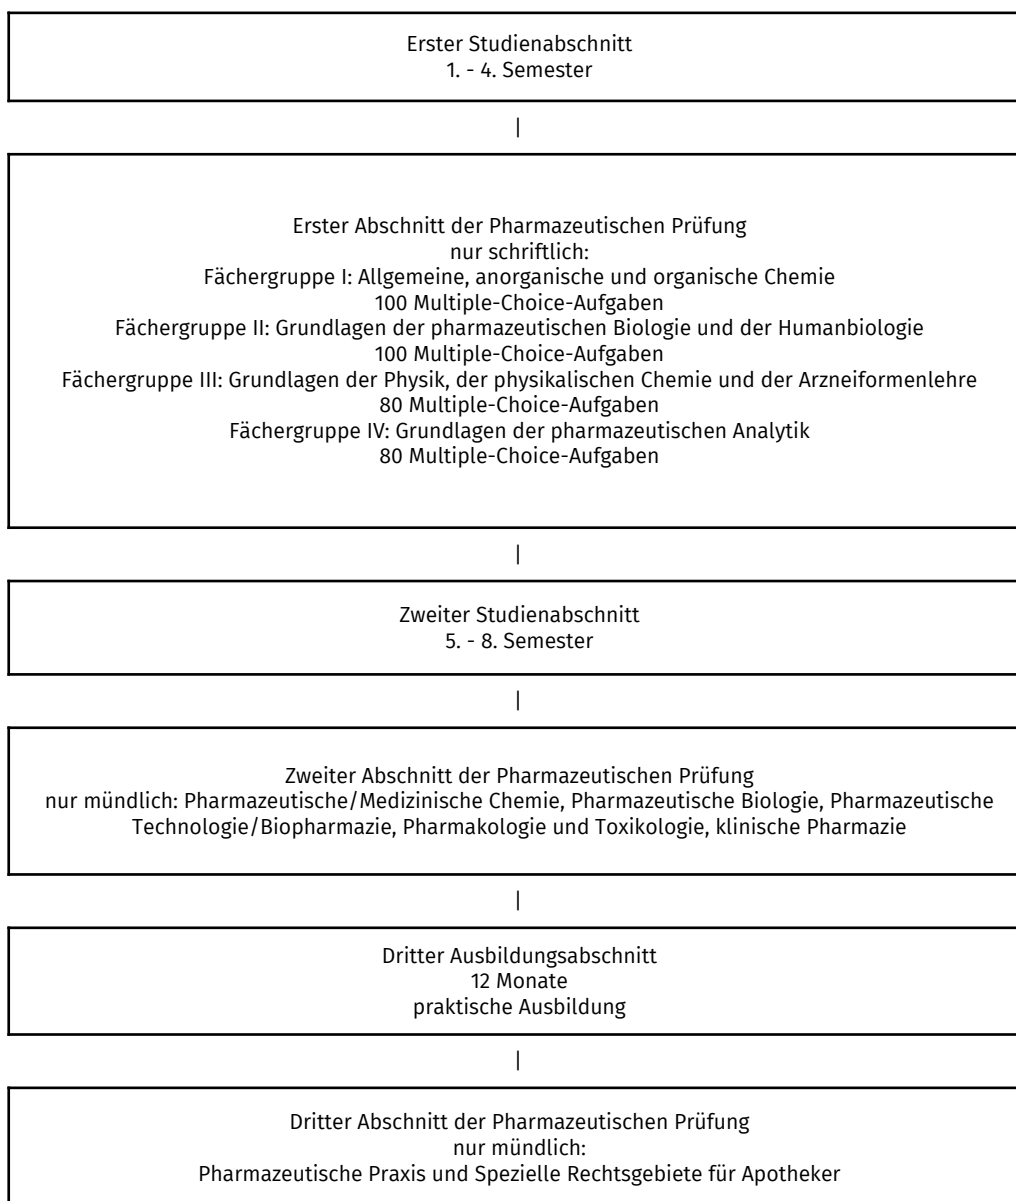 Erster Studienabschnitt
1. - 4. Semester
|
Erster Abschnitt der Pharmazeutischen Prüfung
nur schriftlich:
Fächergruppe I: Allgemeine, anorganische und organische Chemie
100 Multiple-Choice-Aufgaben
Fächergruppe II: Grundlagen der pharmazeutischen Biologie und der Humanbiologie
100 Multiple-Choice-Aufgaben
Fächergruppe III: Grundlagen der Physik, der physikalischen Chemie und der Arzneiformenlehre
80 Multiple-Choice-Aufgaben
Fächergruppe IV: Grundlagen der pharmazeutischen Analytik
80 Multiple-Choice-Aufgaben
|
Zweiter Studienabschnitt
5. - 8. Semester
|
Zweiter Abschnitt der Pharmazeutischen Prüfung
nur mündlich: Pharmazeutische/Medizinische Chemie, Pharmazeutische Biologie, Pharmazeutische
Technologie/Biopharmazie, Pharmakologie und Toxikologie, klinische Pharmazie
|
Dritter Ausbildungsabschnitt
12 Monate
praktische Ausbildung
|
Dritter Abschnitt der Pharmazeutischen Prüfung
nur mündlich:
Pharmazeutische Praxis und Spezielle Rechtsgebiete für Apotheker